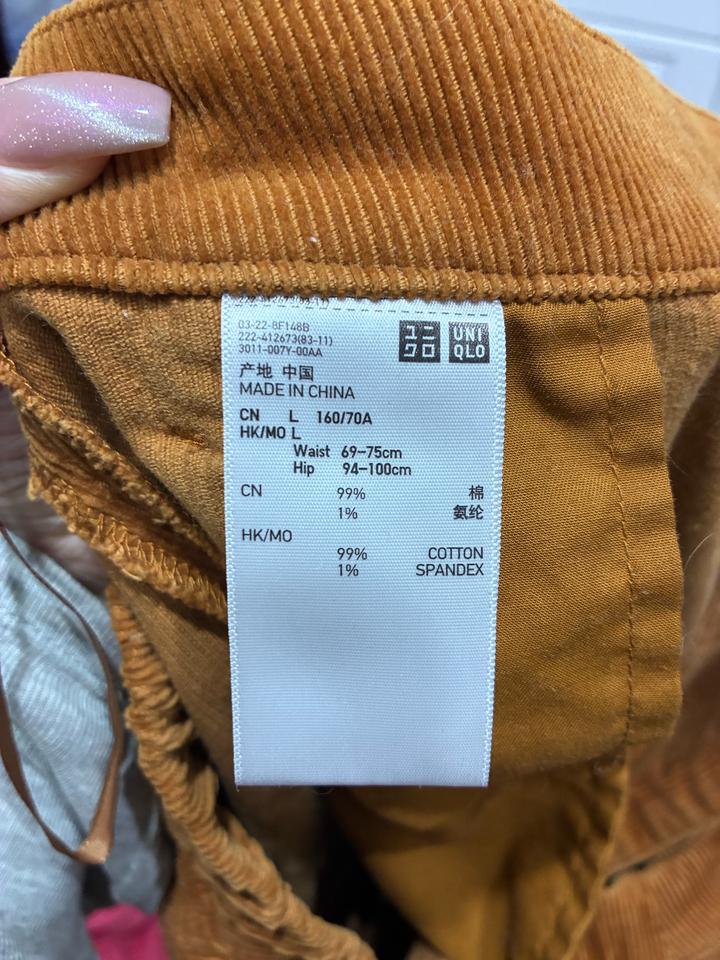 03-22-8F148B
222-412673(83-11)
3011-007Y-00AA
ユニクロ
UNIQLO
产地 中国
MADE IN CHINA
CN L 160/70A
HK/MO L
Waist 69–75cm
Hip 94–100cm
CN 99% 棉
1% 氨纶
HK/MO
99% COTTON
1% SPANDEX